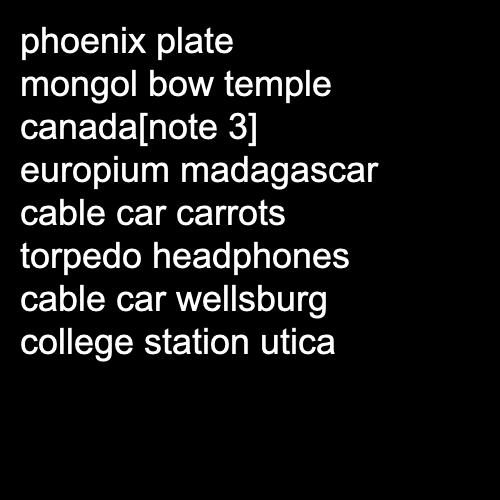 phoenix plate
mongol bow temple
canada[note 3]
europium madagascar
cable car carrots
torpedo headphones
cable car wellsburg
college station utica